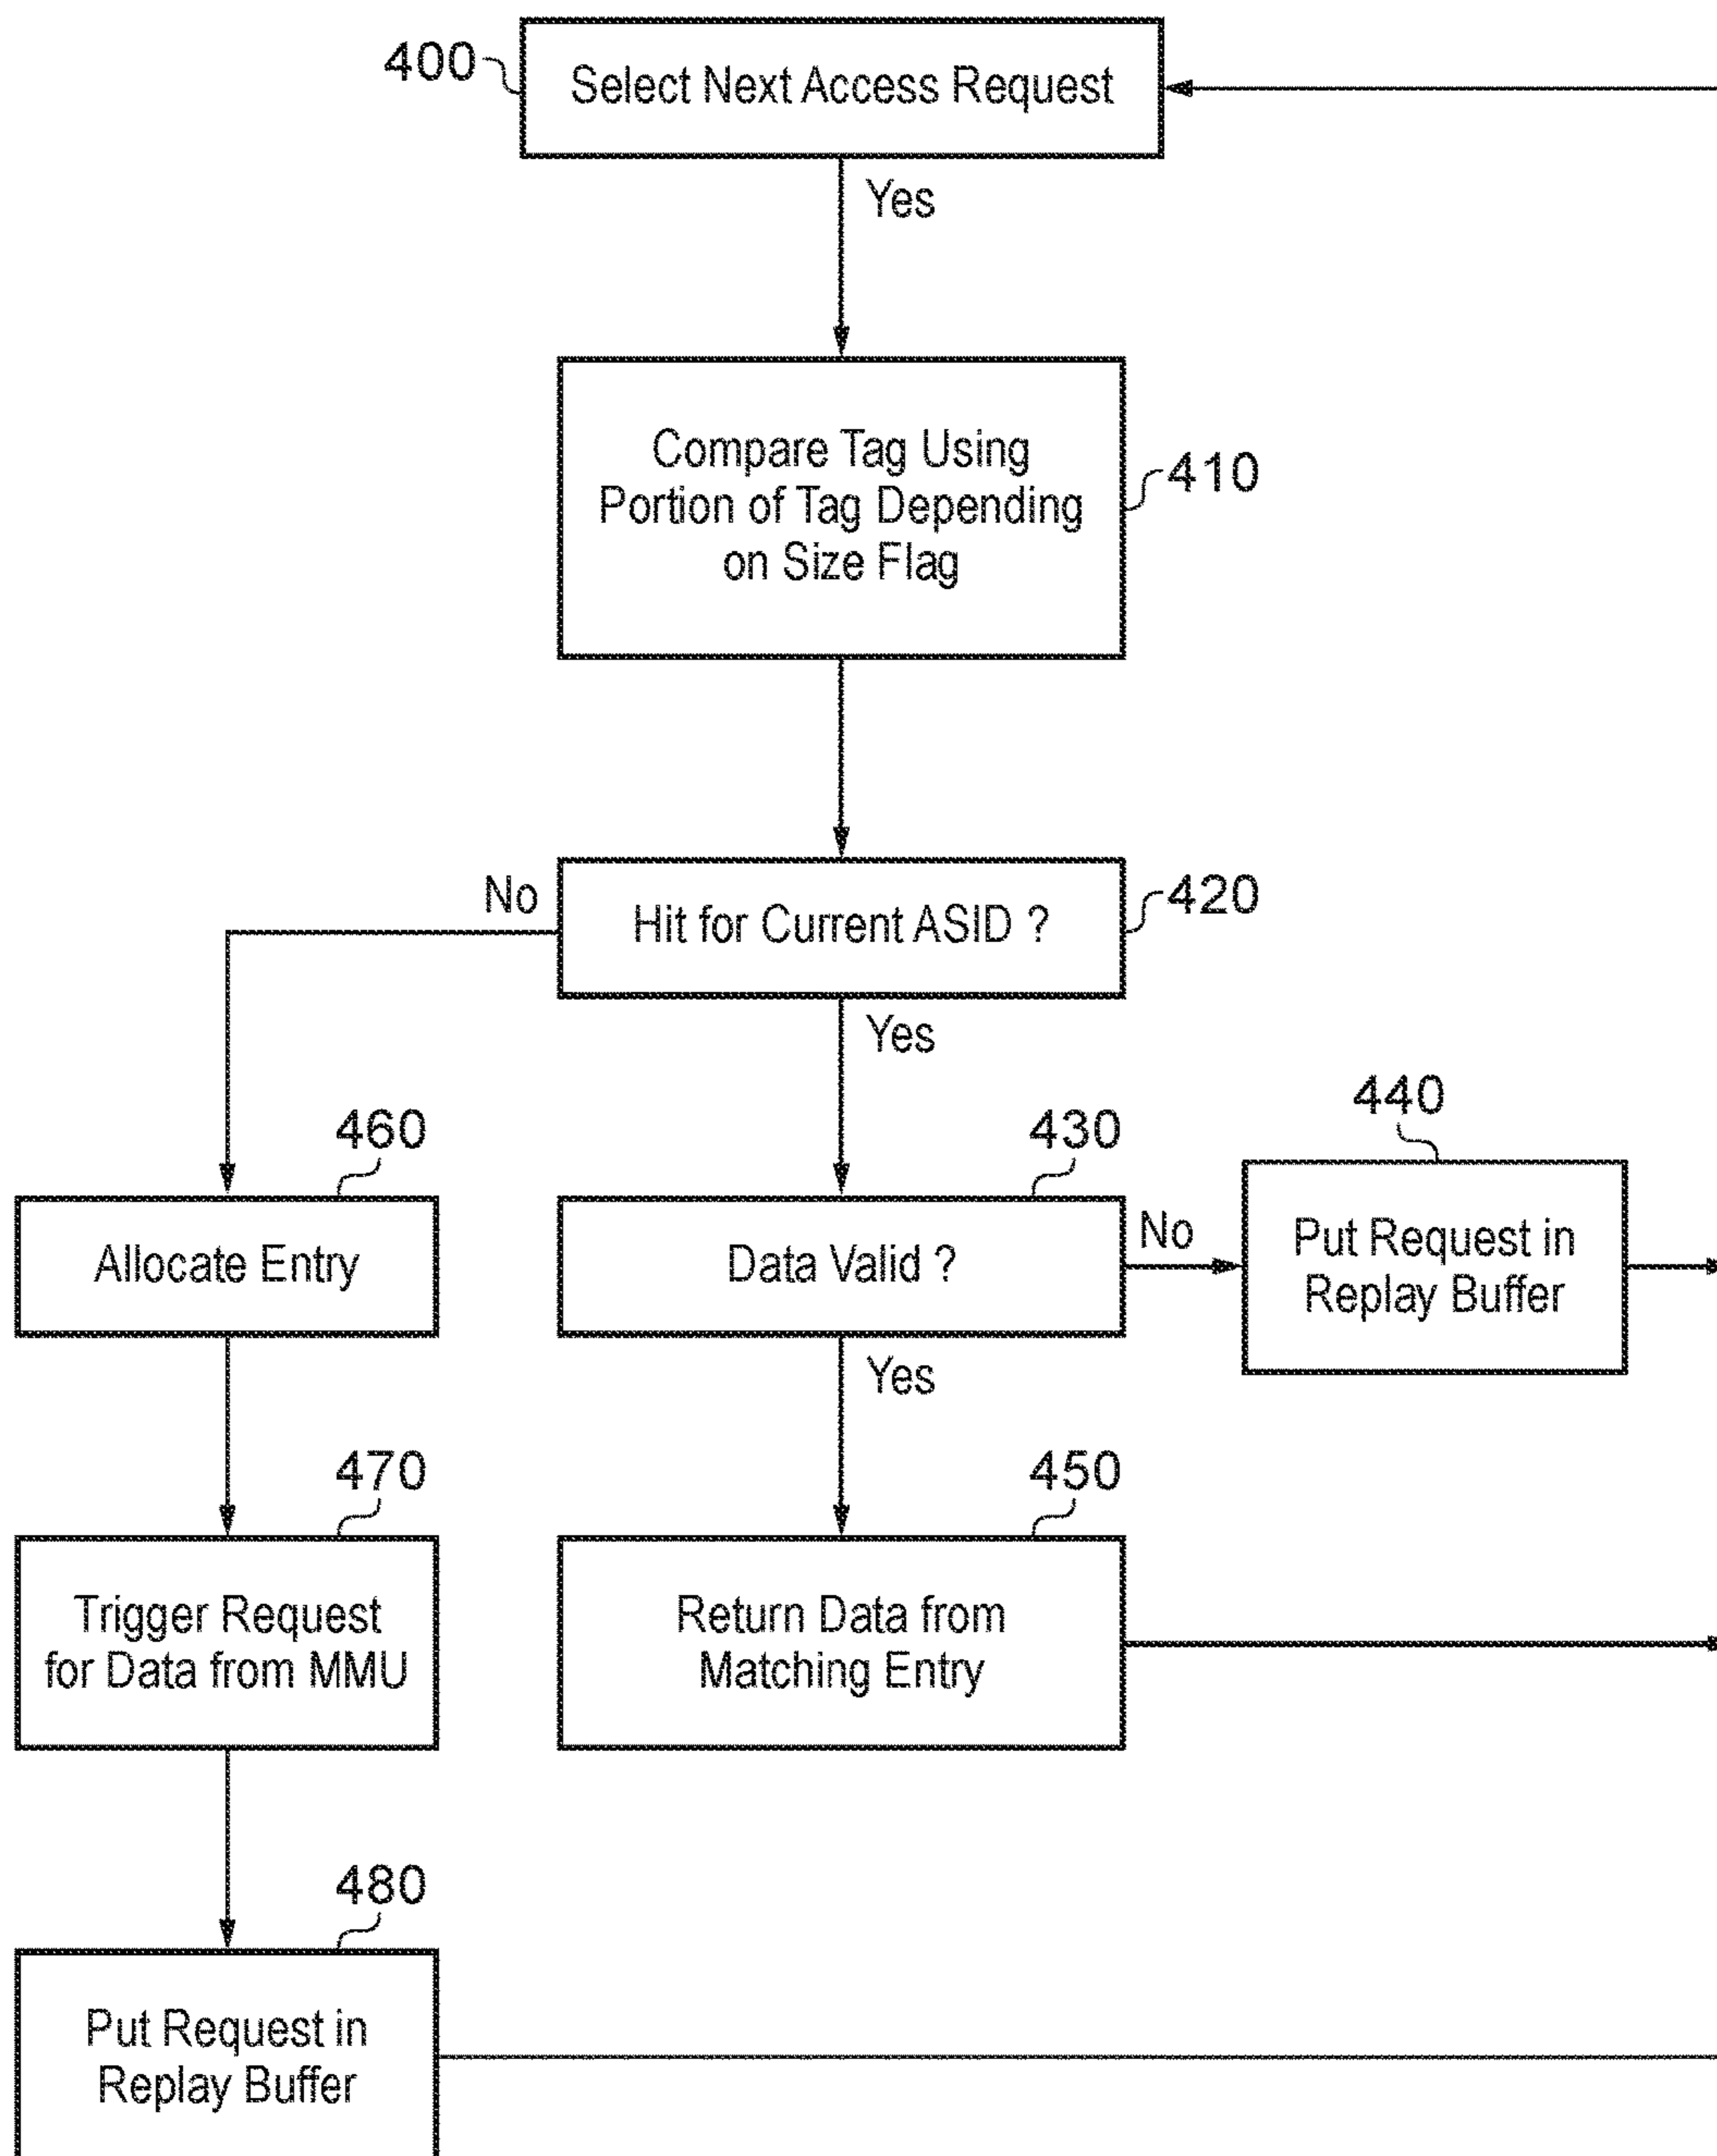 400
Select Next Access Request
Yes
Compare Tag Using
Portion of Tag Depending
on Size Flag
410
No
Hit for Current ASID ?
420
Yes
460
430
440
Allocate Entry
Data Valid ?
No
Put Request in
Replay Buffer
Yes
470
450
Trigger Request
for Data from MMU
Return Data from
Matching Entry
480
Put Request in
Replay Buffer